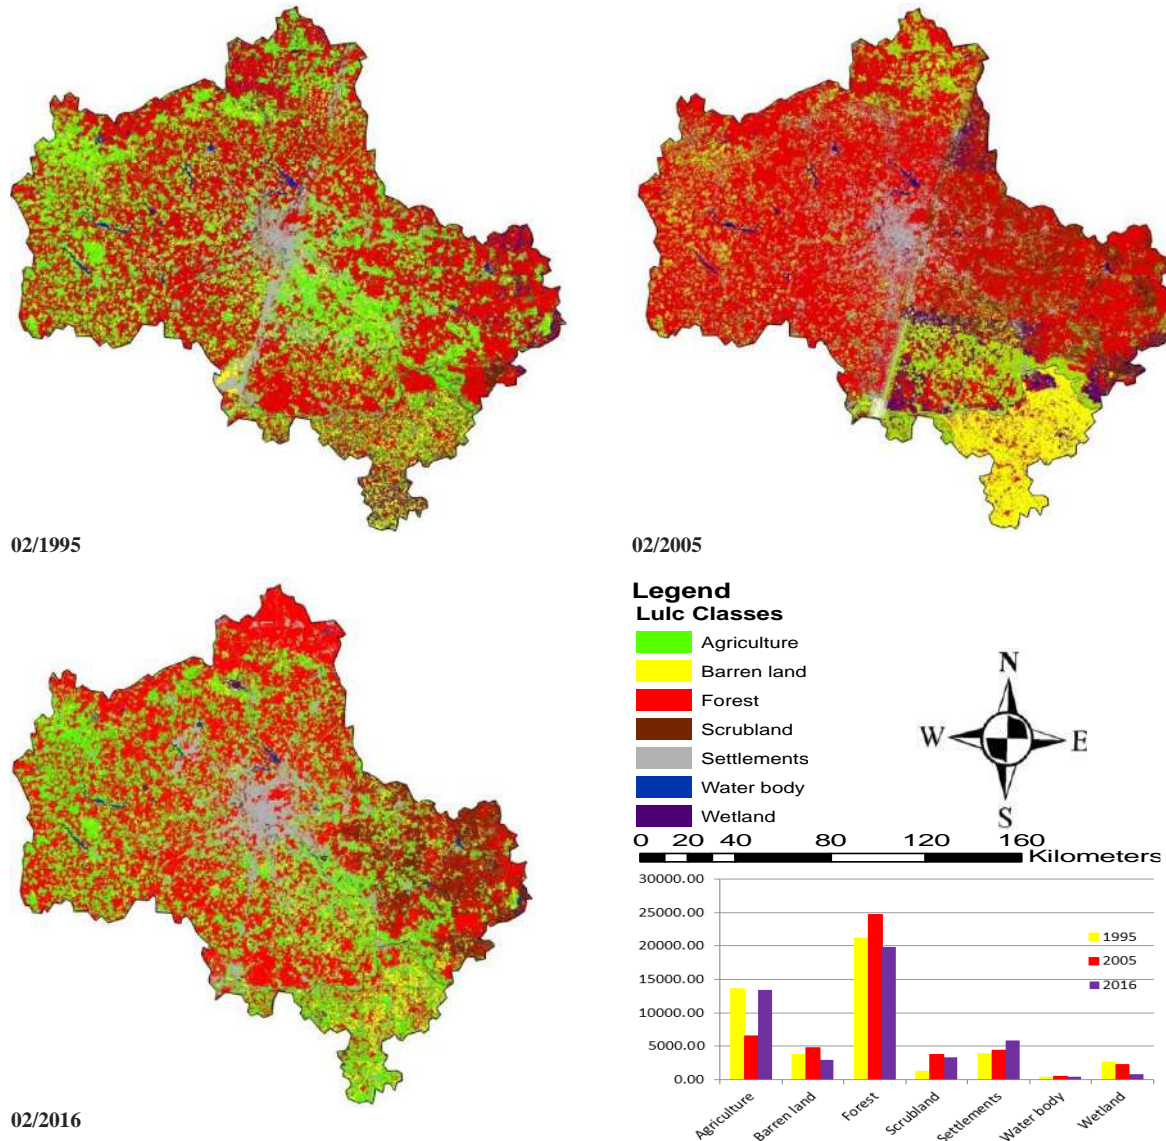 02/1995
02/2005
02/2016
Legend
Lulc Classes
Agriculture
Barren land
Forest
Scrubland
Settlements
Water body
Wetland
N
W E
S
0 20 40 80 120 160
Kilometers
30000.00
25000.00
20000.00
15000.00
10000.00
5000.00
0.00
1995
2005
2016
Agriculture
Barren land
Forest
Scrubland
Settlements
Water body
Wetland